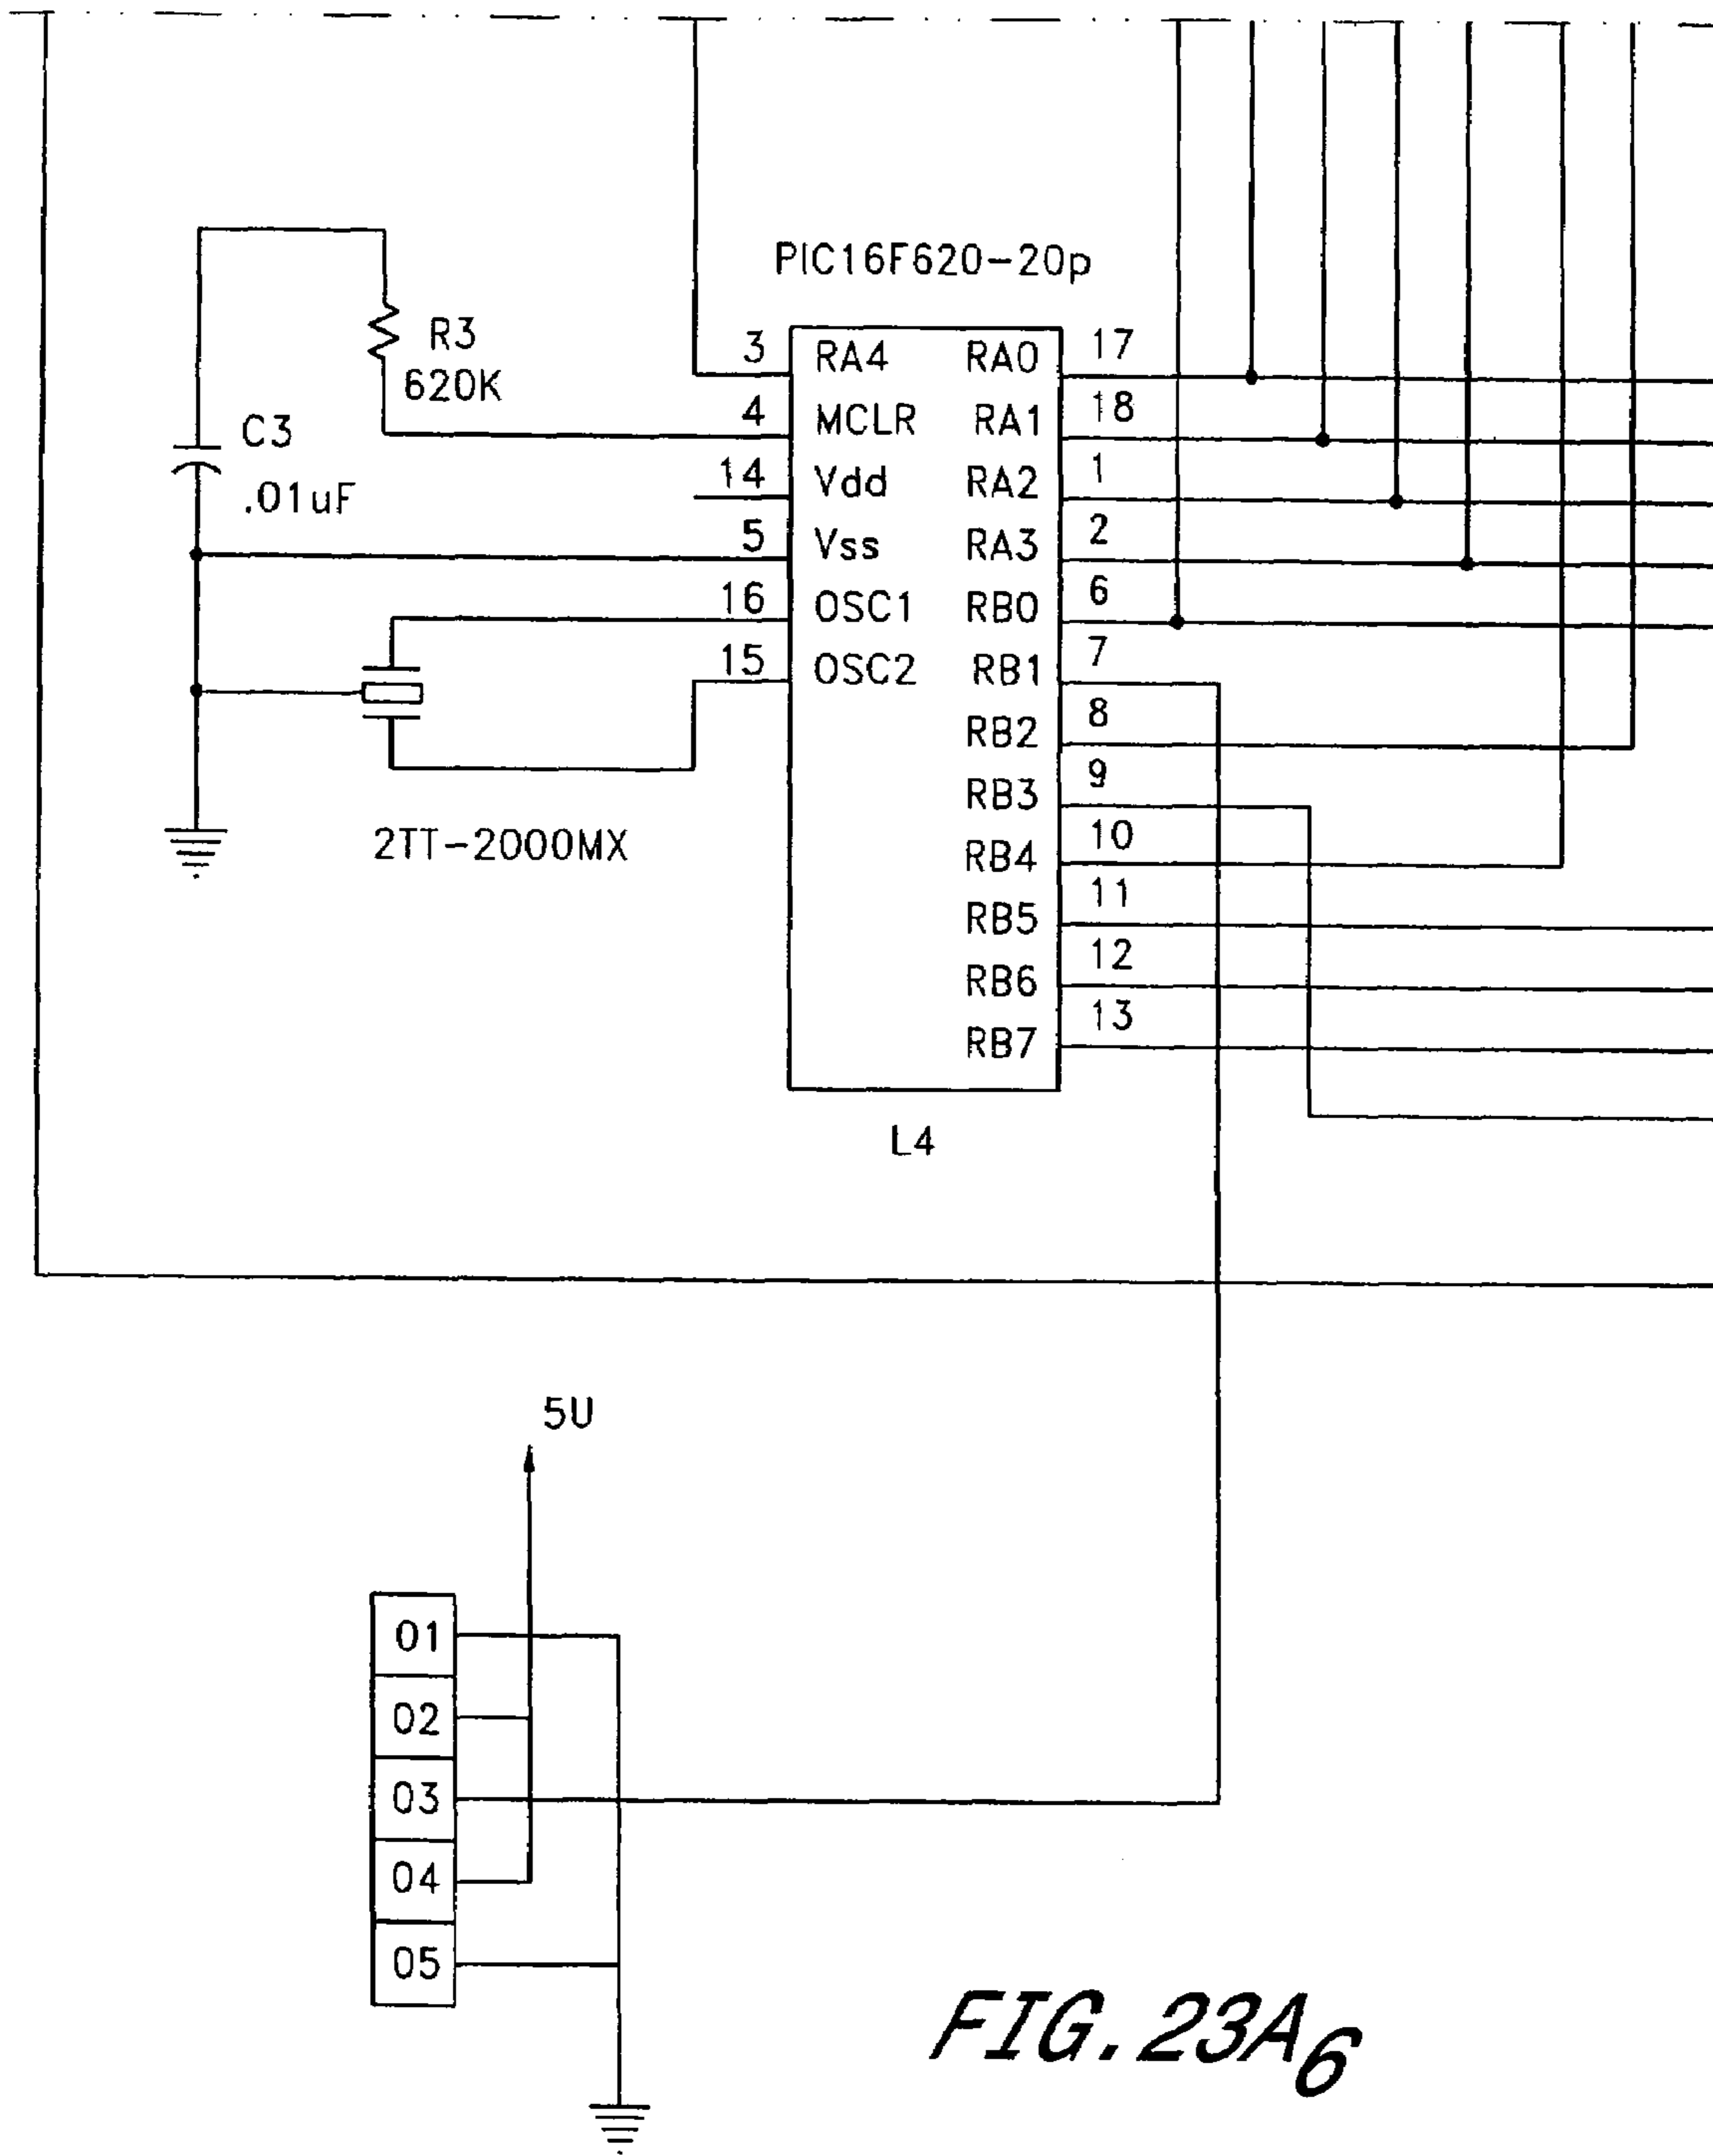 PIC16F620-20p
R3
620K
C3
.01uF
3 RA4 RA0 17
4 MCLR RA1 18
14 Vdd RA2 1
5 Vss RA3 2
16 OSC1 RB0 6
15 OSC2 RB1 7
RB2 8
RB3 9
RB4 10
RB5 11
RB6 12
RB7 13
2TT-2000MX
L4
5U
01
02
03
04
05
FIG. 23A6